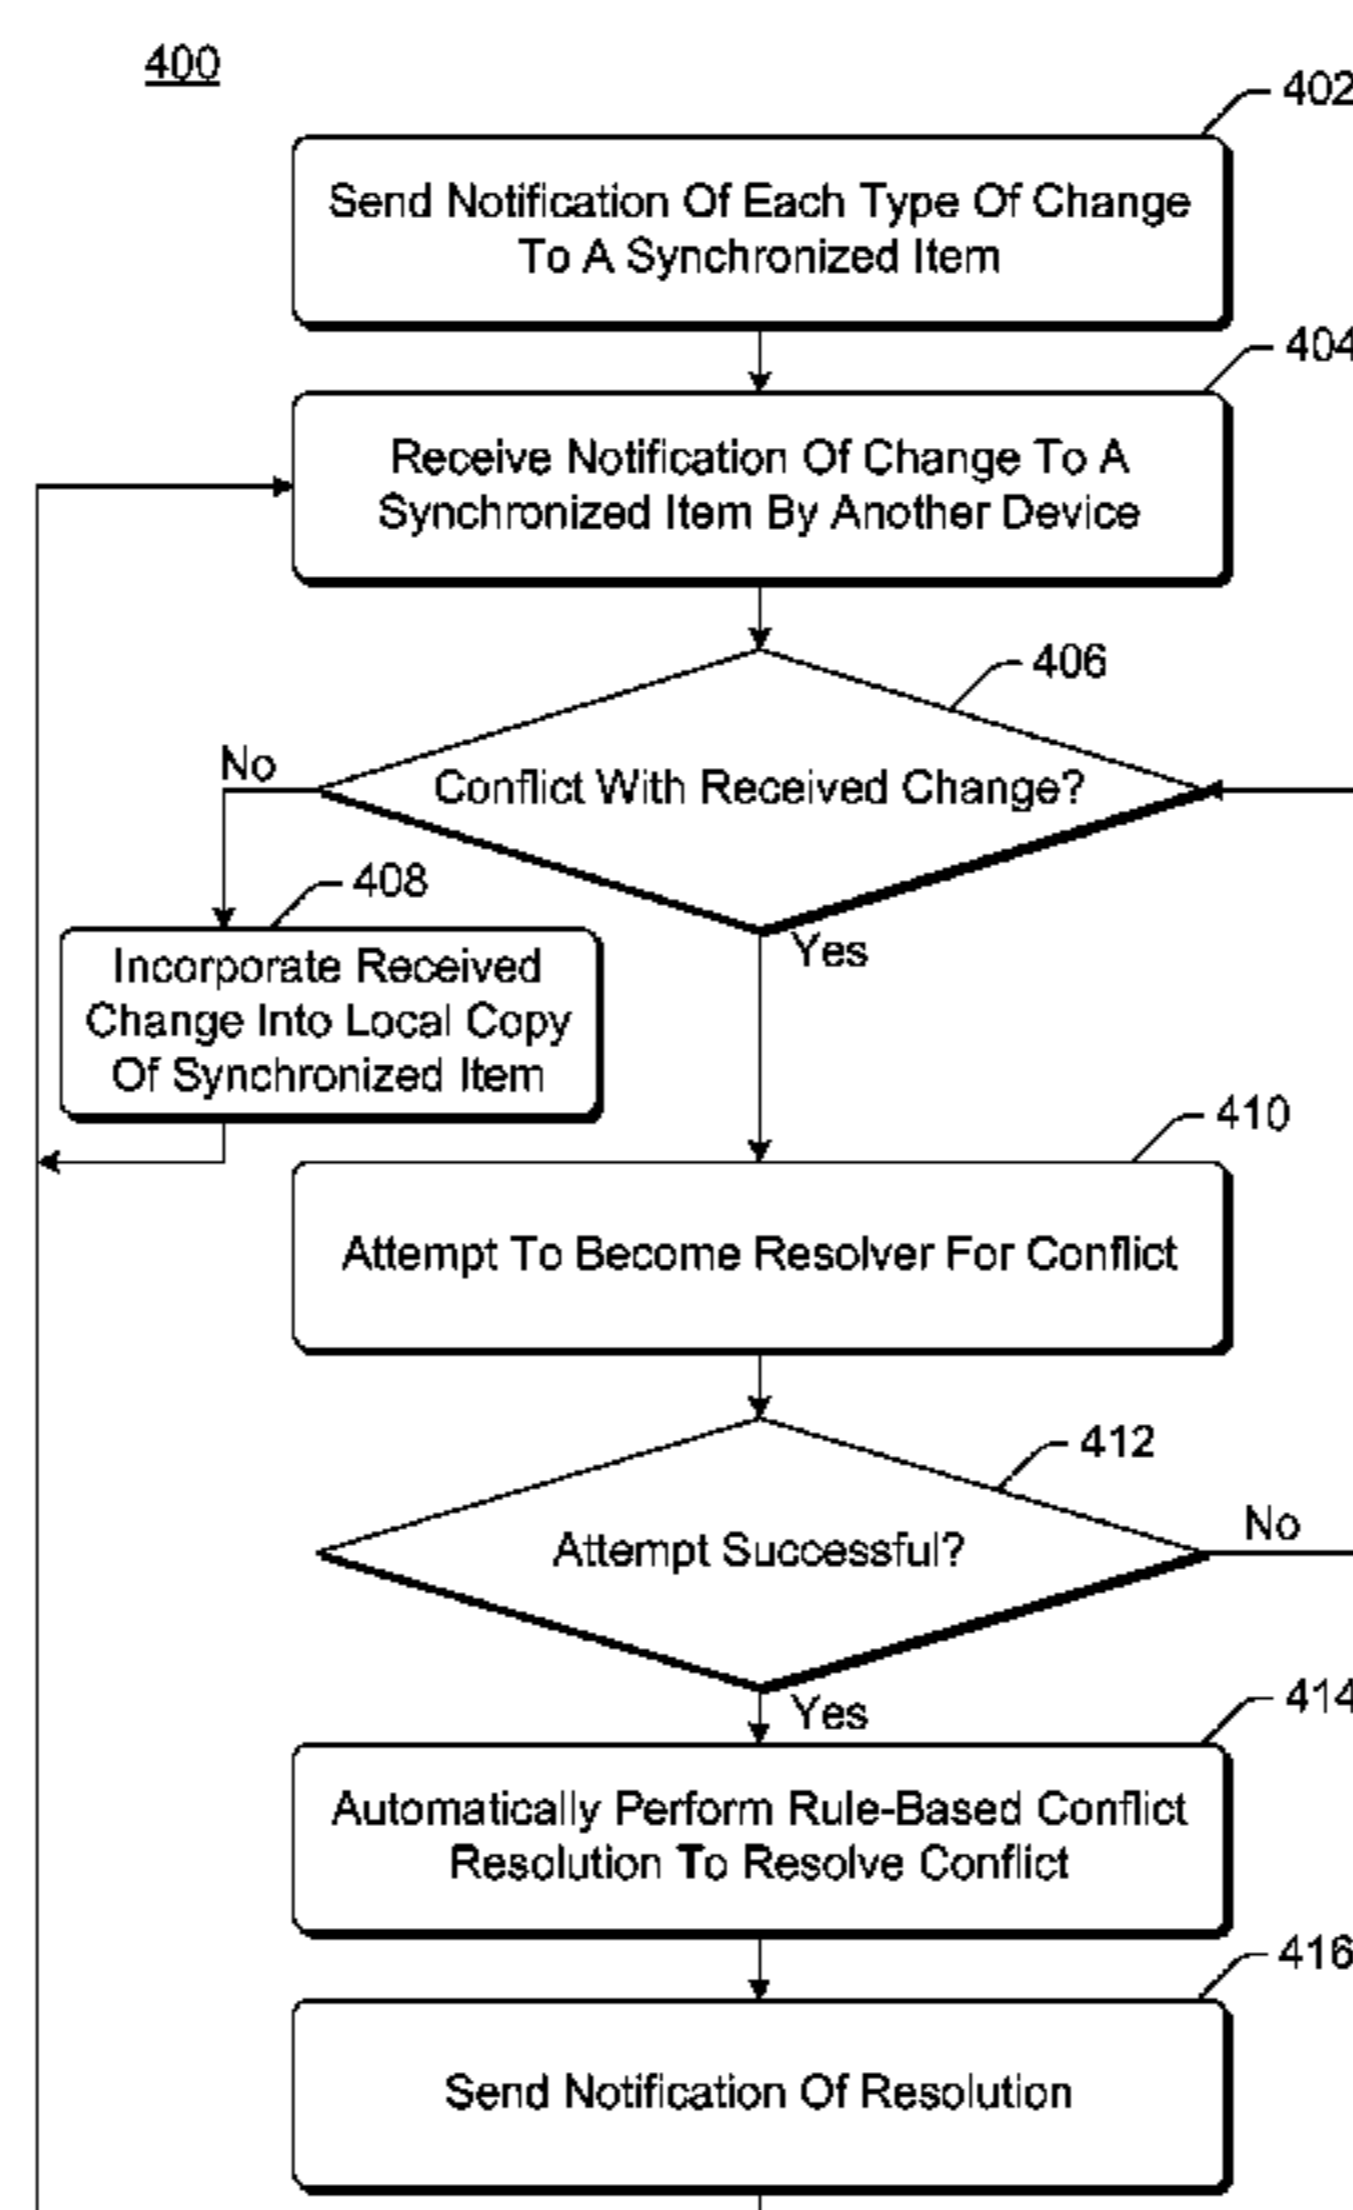 400
402
Send Notification Of Each Type Of Change
To A Synchronized Item
404
Receive Notification Of Change To A
Synchronized Item By Another Device
406
Conflict With Received Change?
No
Yes
408
Incorporate Received
Change Into Local Copy
Of Synchronized Item
410
Attempt To Become Resolver For Conflict
412
Attempt Successful?
No
Yes
414
Automatically Perform Rule-Based Conflict
Resolution To Resolve Conflict
416
Send Notification Of Resolution